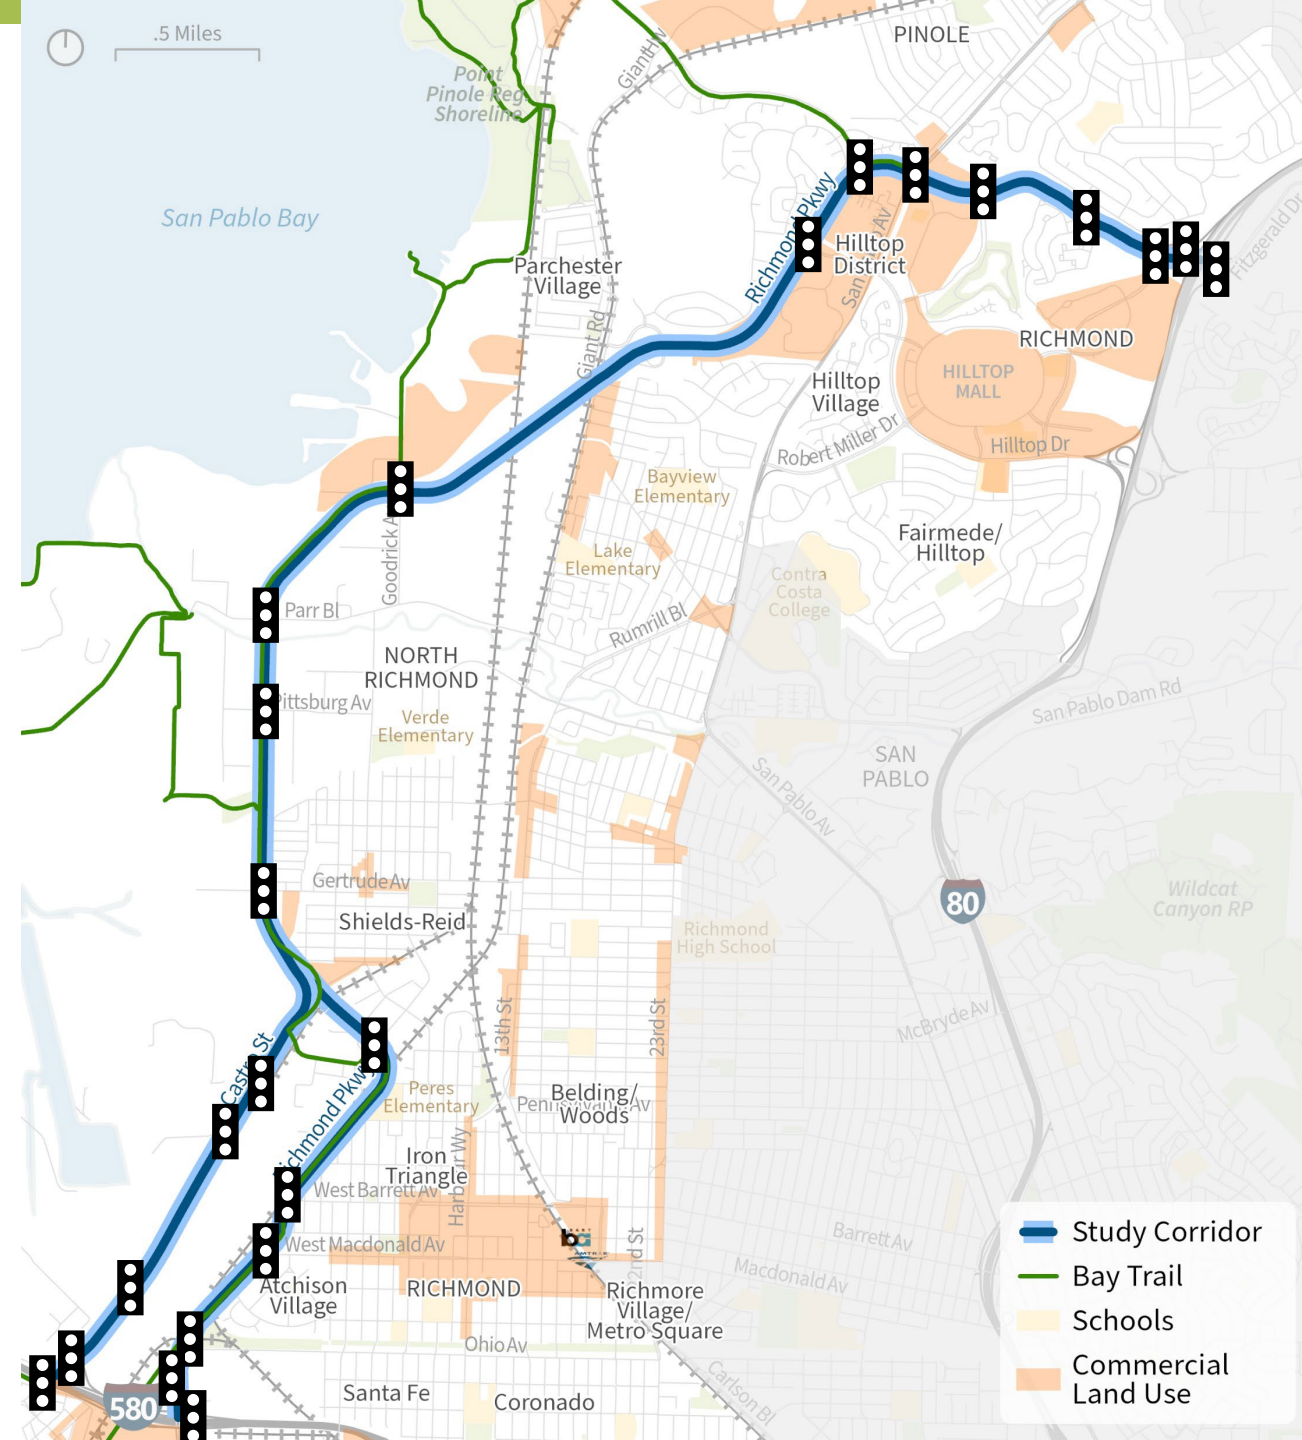 .5 Miles
PINOLE
Giant Hwy
Point
Pinole Reg.
Shoreline
San Pablo Bay
Richmond Pkwy
Hilltop
District
San Pablo Av
Fitzgerald Dr
Parchester
Village
Giant Rd
RICHMOND
HILLTOP
MALL
Hilltop
Village
Robert Miller Dr
Hilltop Dr
Bayview
Elementary
Fairmede/
Hilltop
Lake
Elementary
Contra
Costa
College
Goodrick A
Parr Bl
Rumrill Bl
NORTH
RICHMOND
Pittsburg Av
Verde
Elementary
San Pablo Dam Rd
SAN
PABLO
San Pablo Av
Gertrude Av
Shields-Reid
80
Wildcat
Canyon RP
Richmond
High School
13th St
23rd St
McBryde Av
Castro St
Richmond Pkwy
Peres
Elementary
Belding/
Woods
Pennsylvania Av
Iron
Triangle
Harbour Wy
West Barrett Av
West Macdonald Av
Barrett Av
Macdonald Av
22nd St
ba
AMTRAK
Atchison
Village
RICHMOND
Richmore
Village/
Metro Square
Ohio Av
Santa Fe
Coronado
Carlson Bl
580
Study Corridor
Bay Trail
Schools
Commercial
Land Use